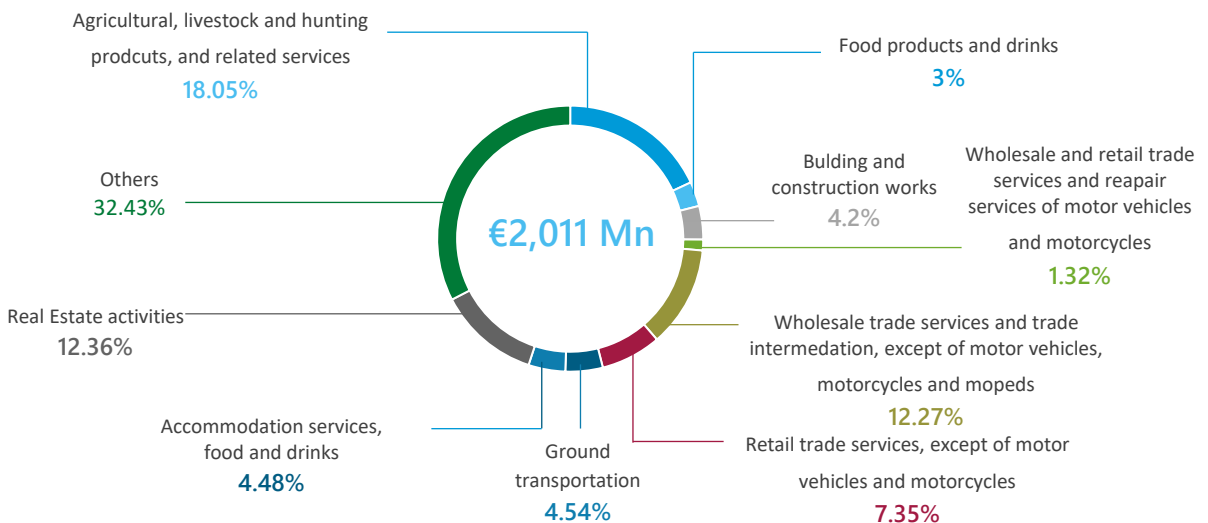 Agricultural, livestock and hunting
prodcuts, and related services
18.05%
Food products and drinks
3%
Bulding and
construction works
4.2%
Wholesale and retail trade
services and reapair
services of motor vehicles
and motorcycles
1.32%
Others
32.43%
€2,011 Mn
Real Estate activities
12.36%
Wholesale trade services and trade
intermedation, except of motor vehicles,
motorcycles and mopeds
12.27%
Accommodation services,
food and drinks
4.48%
Ground
transportation
4.54%
Retail trade services, except of motor
vehicles and motorcycles
7.35%